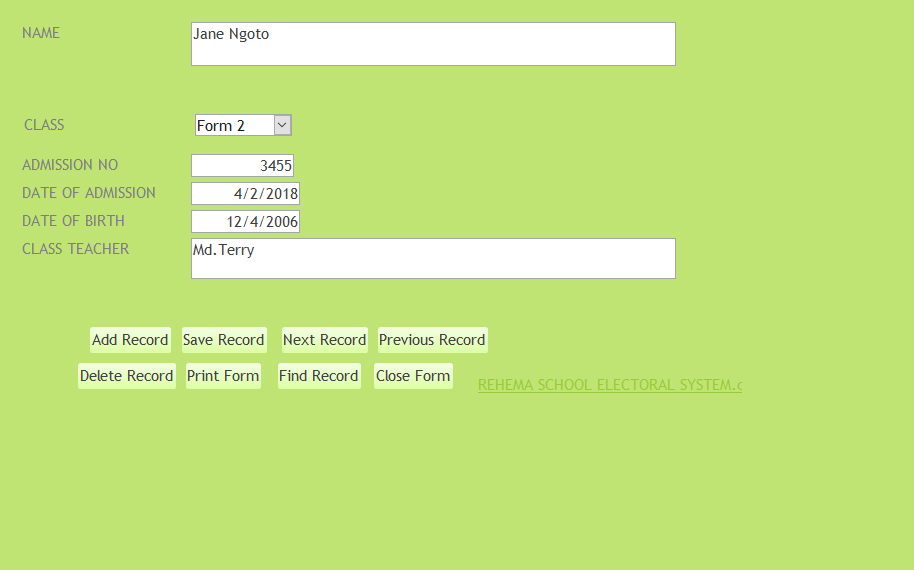 NAME Jane Ngoto
CLASS Form 2
ADMISSION NO 3455
DATE OF ADMISSION 4/2/2018
DATE OF BIRTH 12/4/2006
CLASS TEACHER Md.Terry
Add Record Save Record Next Record Previous Record
Delete Record Print Form Find Record Close Form
REHEMA SCHOOL ELECTORAL SYSTEM.c